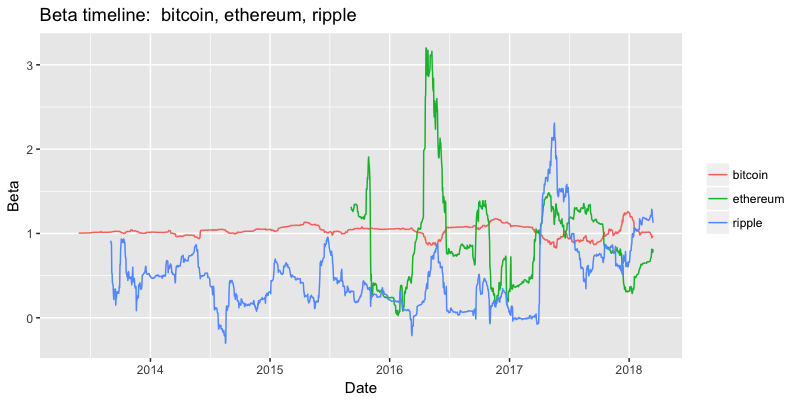 Beta timeline:  bitcoin, ethereum, ripple
3
2
1
0
Beta
2014 2015 2016 2017 2018
Date
bitcoin
ethereum
ripple